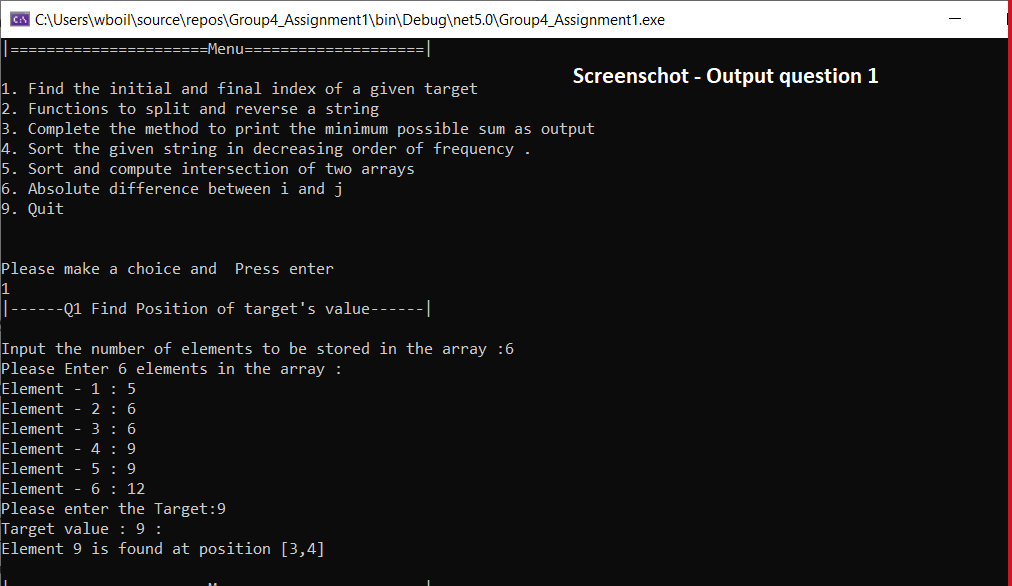 C:\Users\wboil\source\repos\Group4_Assignment1\bin\Debug\net5.0\Group4_Assignment1.exe
|======================Menu====================|
Screenschot - Output question 1
1. Find the initial and final index of a given target
2. Functions to split and reverse a string
3. Complete the method to print the minimum possible sum as output
4. Sort the given string in decreasing order of frequency .
5. Sort and compute intersection of two arrays
6. Absolute difference between i and j
9. Quit
Please make a choice and  Press enter
1
|------Q1 Find Position of target's value------|
Input the number of elements to be stored in the array :6
Please Enter 6 elements in the array :
Element - 1 : 5
Element - 2 : 6
Element - 3 : 6
Element - 4 : 9
Element - 5 : 9
Element - 6 : 12
Please enter the Target:9
Target value : 9 :
Element 9 is found at position [3,4]